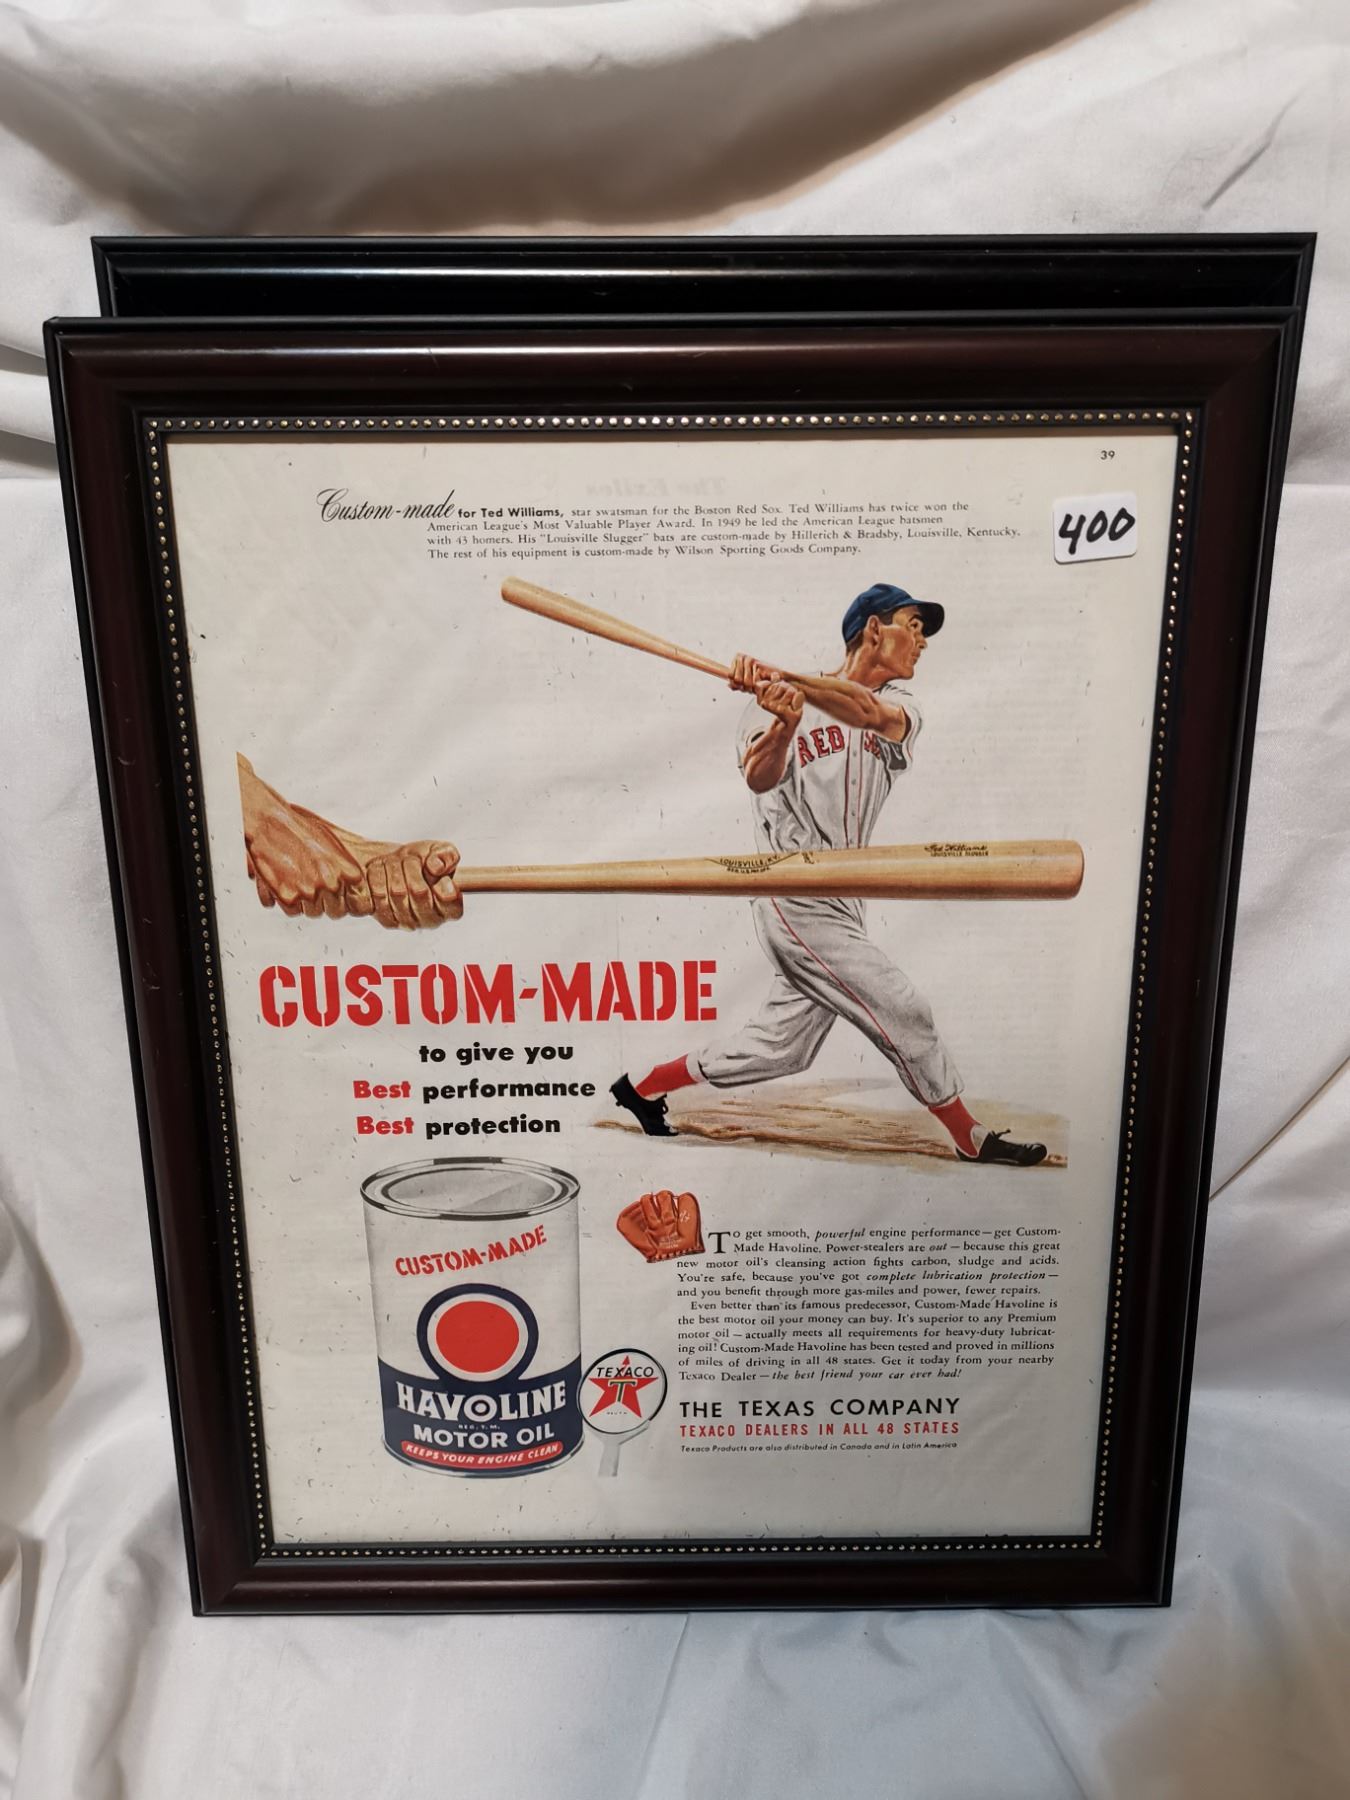 39
Custom-made for Ted Williams, star swatsman for the Boston Red Sox. Ted Williams has twice won the
American League's Most Valuable Player Award. In 1949 he led the American League batsmen
with 43 homers. His "Louisville Slugger" bats are custom-made by Hillerich & Bradsby, Louisville, Kentucky.
The rest of his equipment is custom-made by Wilson Sporting Goods Company.
400
RED
LOUISVILLE, KY.
REG. U.S. PAT. OFF.
Ted Williams
LOUISVILLE SLUGGER
CUSTOM-MADE
to give you
Best performance
Best protection
CUSTOM-MADE
HAVOLINE
REG. T. M.
MOTOR OIL
KEEPS YOUR ENGINE CLEAN
TEXACO
T
To get smooth, powerful engine performance—get Custom-
Made Havoline. Power-stealers are out — because this great
new motor oil's cleansing action fights carbon, sludge and acids.
You're safe, because you've got complete lubrication protection—
and you benefit through more gas-miles and power, fewer repairs.
Even better than its famous predecessor, Custom-Made Havoline is
the best motor oil your money can buy. It's superior to any Premium
motor oil — actually meets all requirements for heavy-duty lubricat-
ing oil! Custom-Made Havoline has been tested and proved in millions
of miles of driving in all 48 states. Get it today from your nearby
Texaco Dealer — the best friend your car ever had!
THE TEXAS COMPANY
TEXACO DEALERS IN ALL 48 STATES
Texaco Products are also distributed in Canada and in Latin America